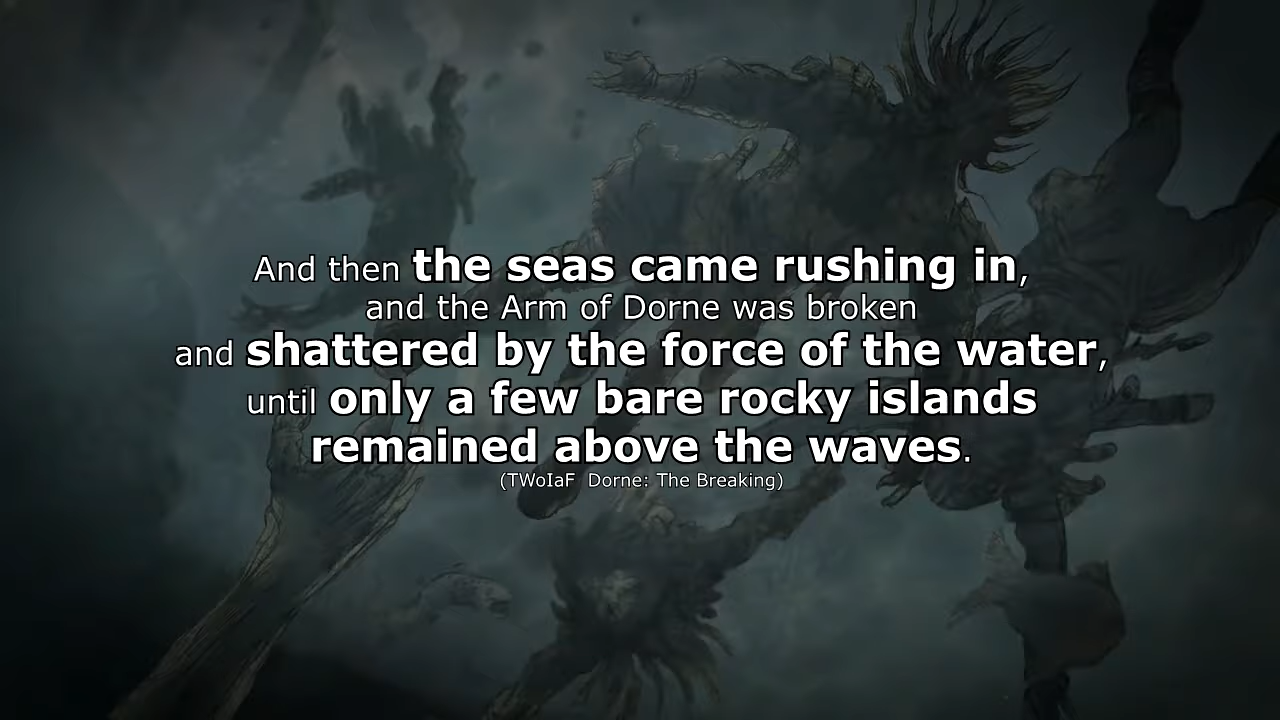 And then the seas came rushing in,
and the Arm of Dorne was broken
and shattered by the force of the water,
until only a few bare rocky islands
remained above the waves.
(TWoIaF Dorne: The Breaking)